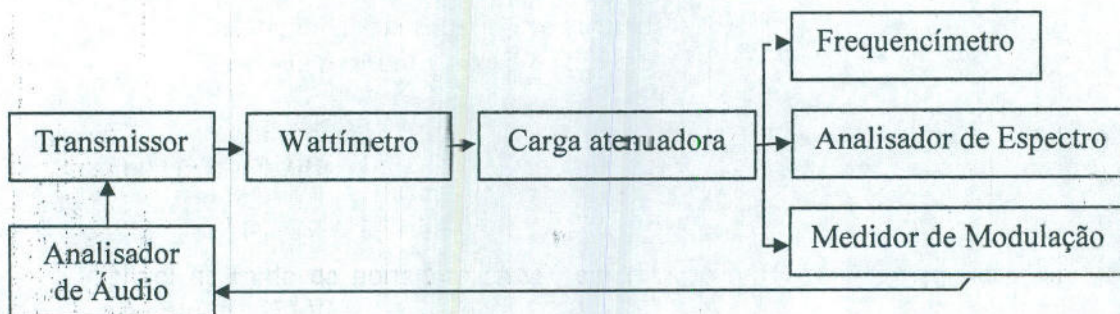 Frequencímetro
Transmissor
Wattímetro
Carga atenuadora
Analisador de Espectro
Medidor de Modulação
Analisador
de Áudio